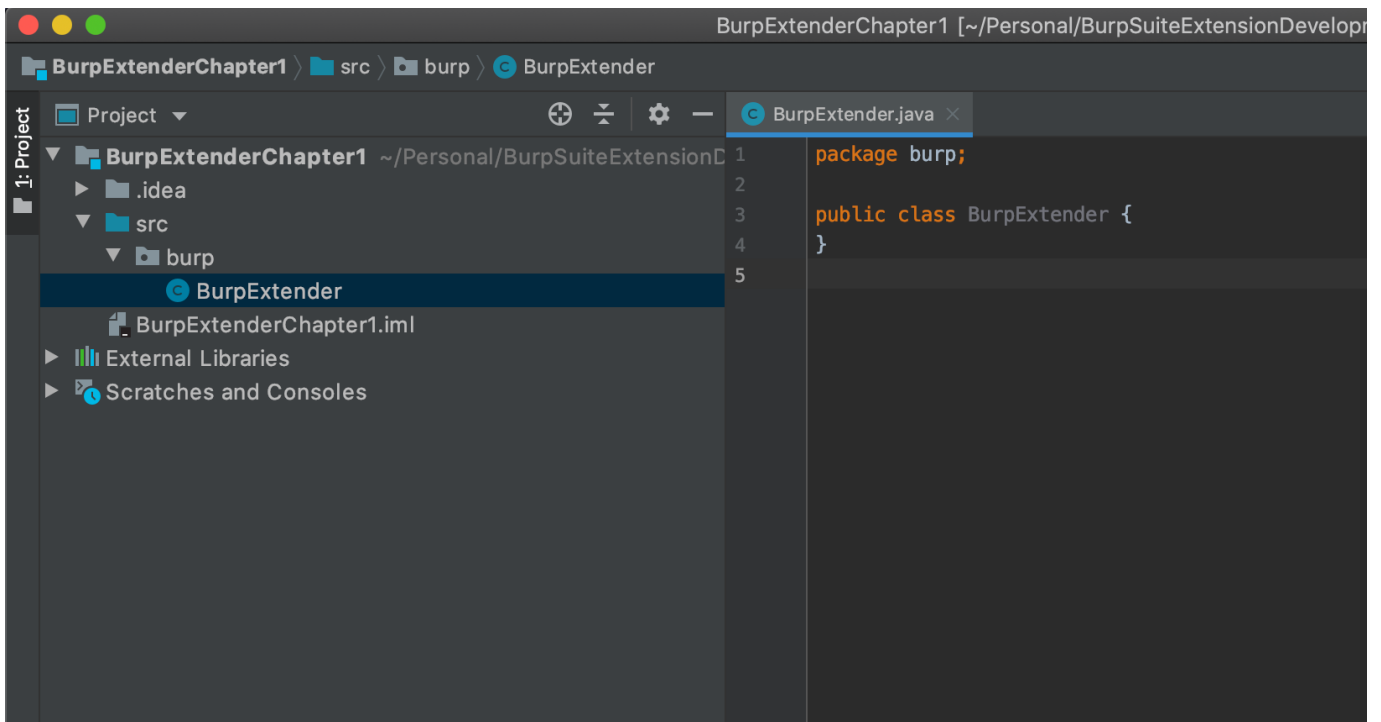 BurpExtenderChapter1 [~/Personal/BurpSuiteExtensionDevelopr
BurpExtenderChapter1 〉 src 〉 burp 〉 BurpExtender
1: Project
Project
BurpExtenderChapter1 ~/Personal/BurpSuiteExtensionD
.idea
src
burp
BurpExtender
BurpExtenderChapter1.iml
External Libraries
Scratches and Consoles
BurpExtender.java
1 package burp;
2
3 public class BurpExtender {
4 }
5